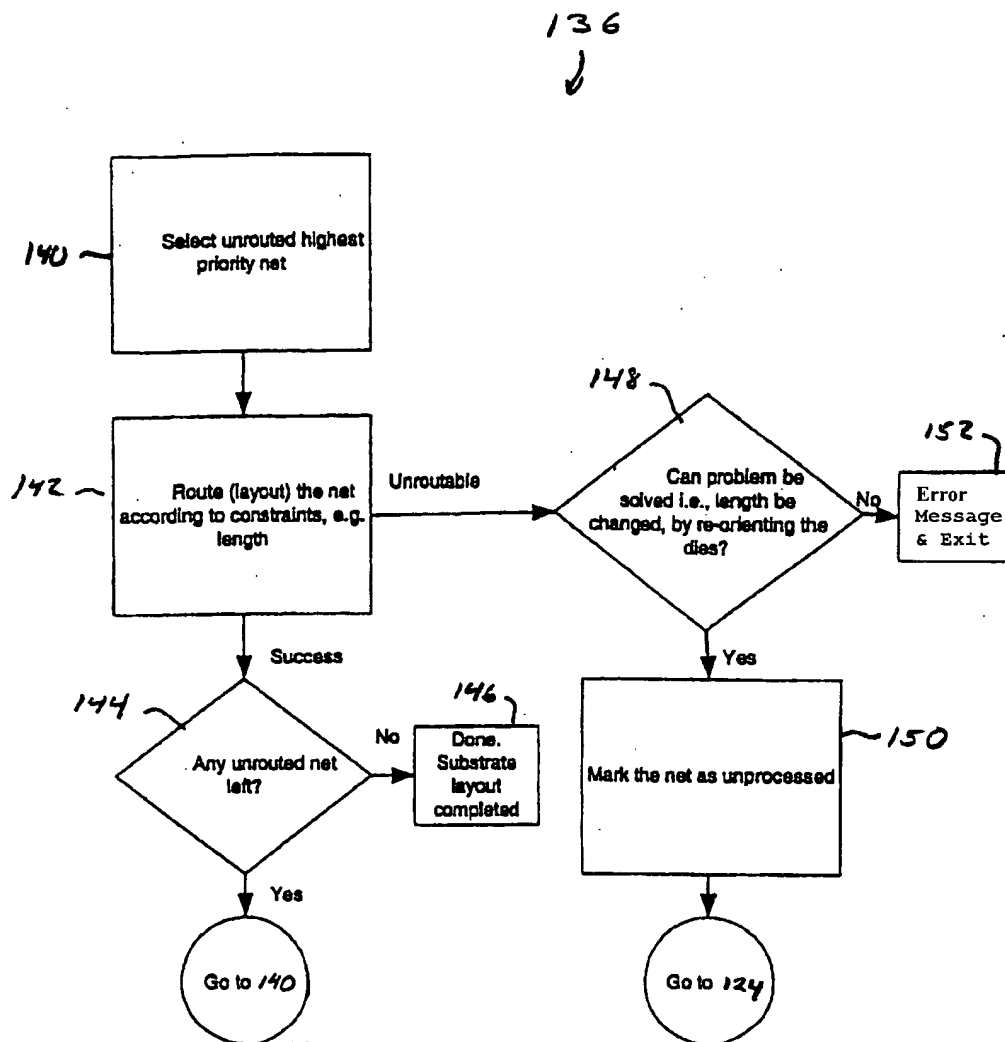 136
140
Select unrouted highest
priority net
142
Route (layout) the net
according to constraints, e.g.
length
Unroutable
148
Can problem be
solved i.e., length be
changed, by re-orienting the
dies?
No
152
Error
Message
& Exit
Success
Yes
144
Any unrouted net
left?
No
146
Done.
Substrate
layout
completed
Mark the net as unprocessed
150
Yes
Go to 140
Go to 124